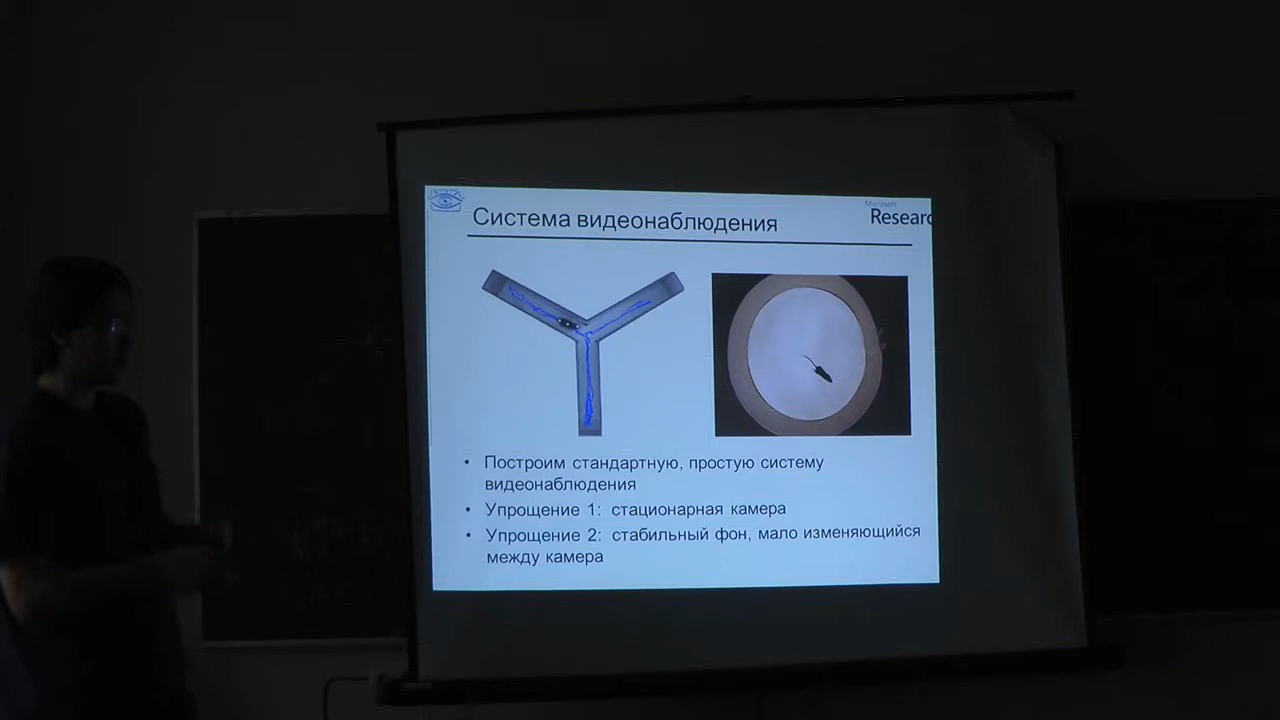 Система видеонаблюдения
Microsoft
Researc
• Построим стандартную, простую систему
видеонаблюдения
• Упрощение 1: стационарная камера
• Упрощение 2: стабильный фон, мало изменяющийся
между камера